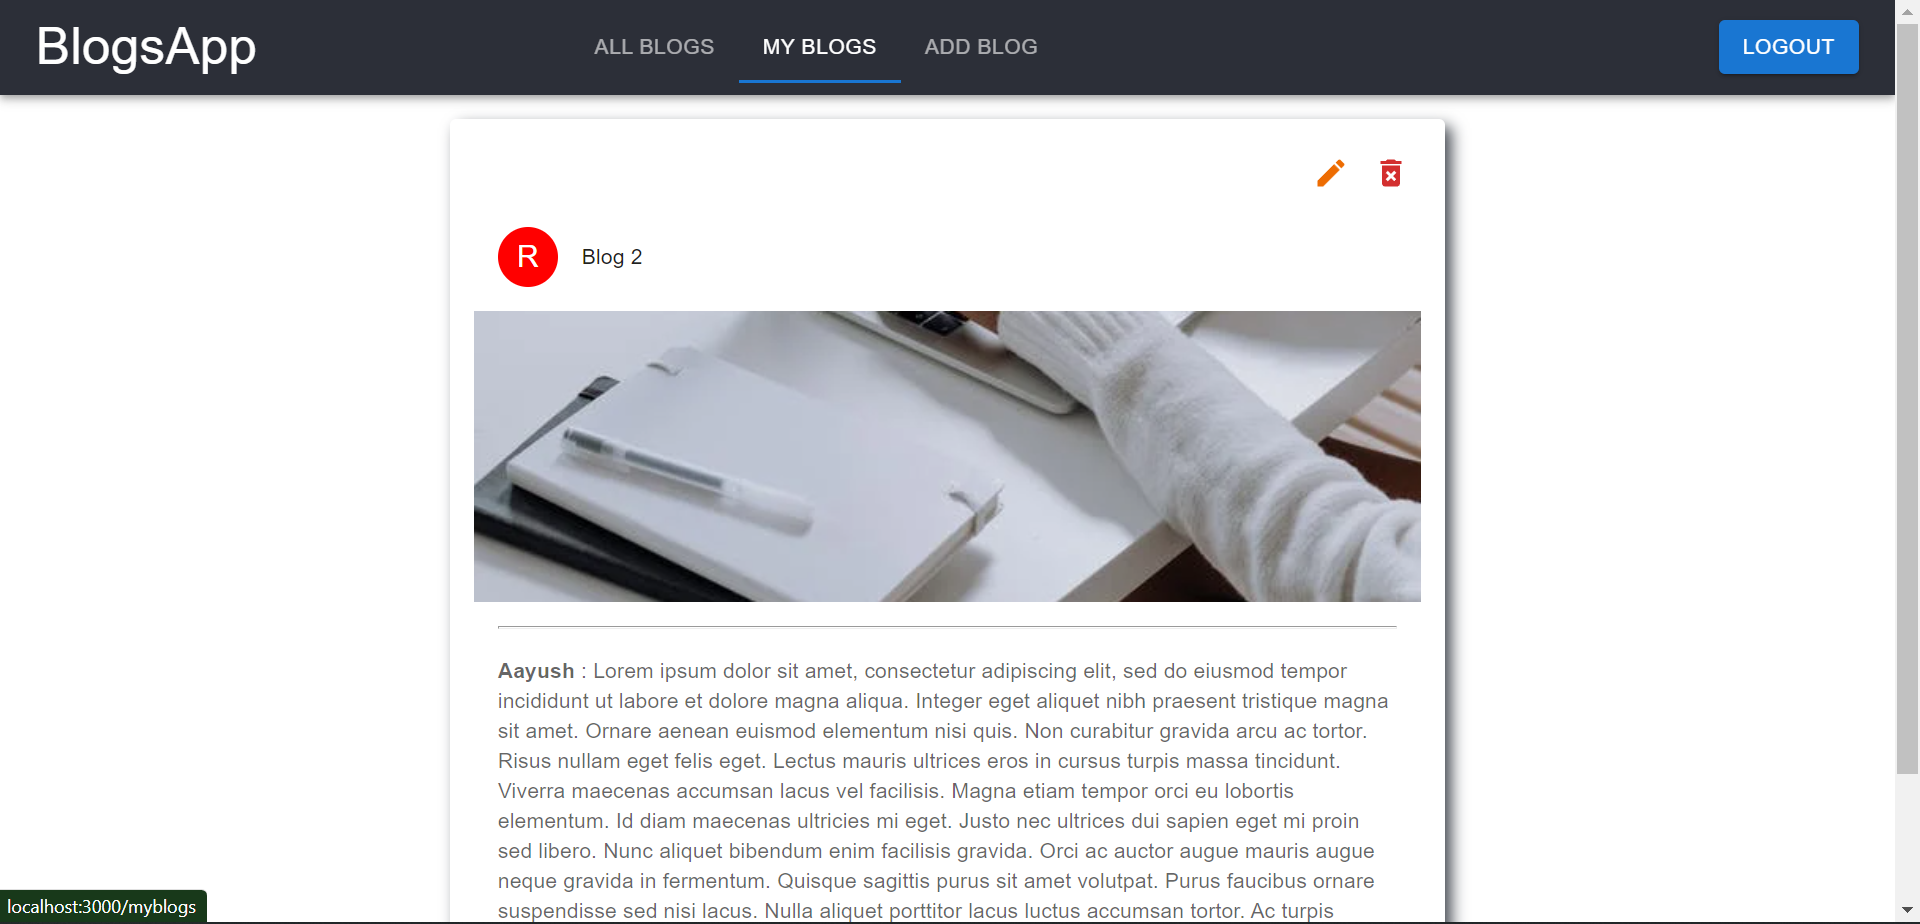 BlogsApp
ALL BLOGS
MY BLOGS
ADD BLOG
LOGOUT
R
Blog 2
Aayush : Lorem ipsum dolor sit amet, consectetur adipiscing elit, sed do eiusmod tempor
incididunt ut labore et dolore magna aliqua. Integer eget aliquet nibh praesent tristique magna
sit amet. Ornare aenean euismod elementum nisi quis. Non curabitur gravida arcu ac tortor.
Risus nullam eget felis eget. Lectus mauris ultrices eros in cursus turpis massa tincidunt.
Viverra maecenas accumsan lacus vel facilisis. Magna etiam tempor orci eu lobortis
elementum. Id diam maecenas ultricies mi eget. Justo nec ultrices dui sapien eget mi proin
sed libero. Nunc aliquet bibendum enim facilisis gravida. Orci ac auctor augue mauris augue
neque gravida in fermentum. Quisque sagittis purus sit amet volutpat. Purus faucibus ornare
suspendisse sed nisi lacus. Nulla aliquet porttitor lacus luctus accumsan tortor. Ac turpis
localhost:3000/myblogs